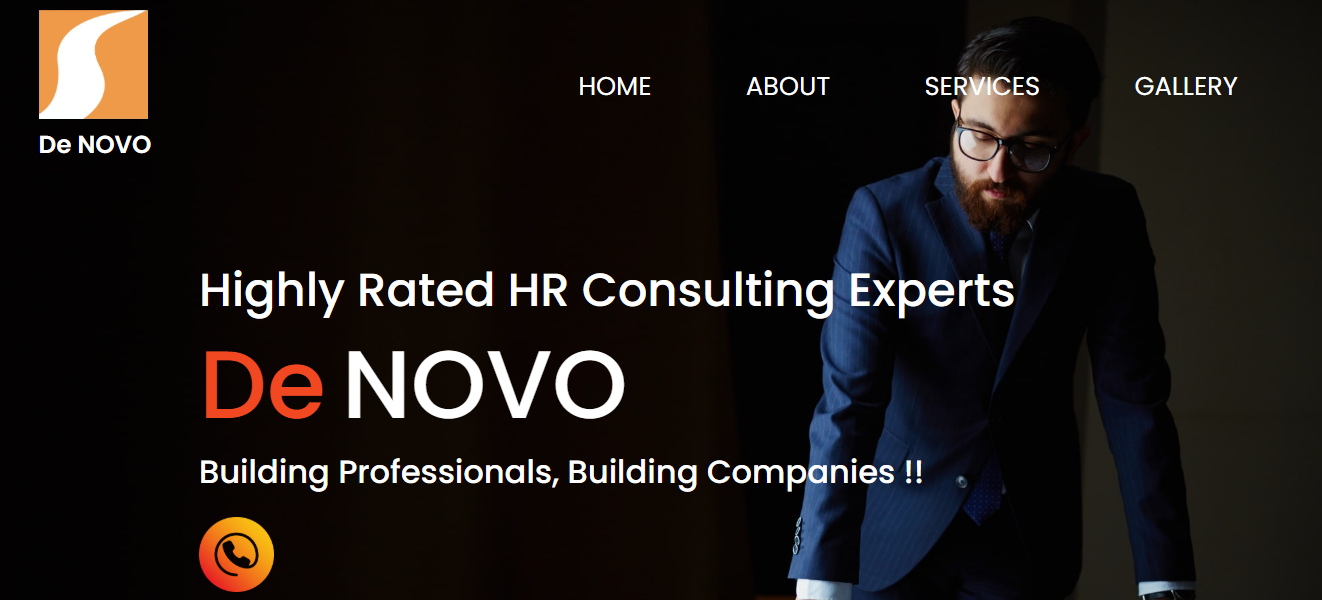 De NOVO
HOME ABOUT SERVICES GALLERY
Highly Rated HR Consulting Experts
De NOVO
Building Professionals, Building Companies !!